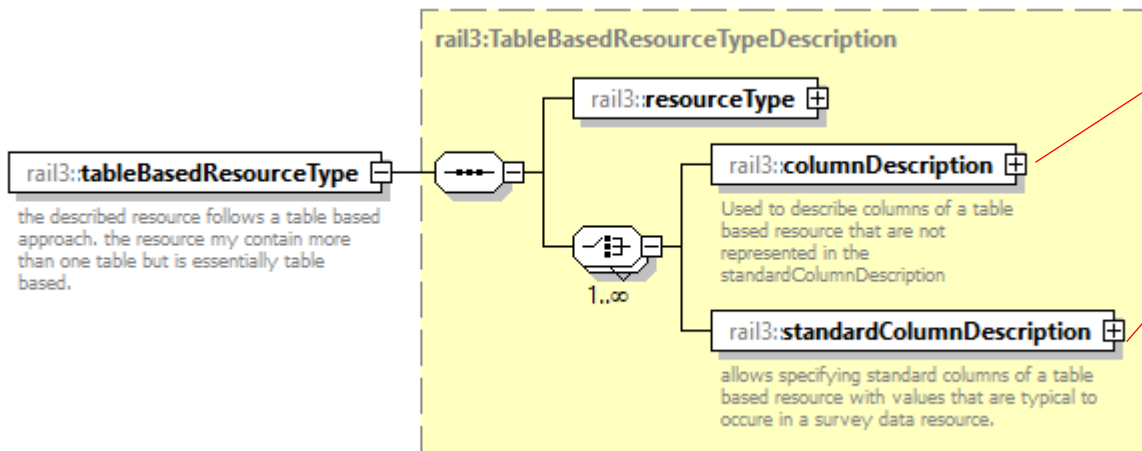 rail3:TableBasedResourceTypeDescription
rail3::resourceType
rail3::tableBasedResourceType
the described resource follows a table based
approach. the resource my contain more
than one table but is essentially table
based.
1..∞
rail3::columnDescription
Used to describe columns of a table
based resource that are not
represented in the
standardColumnDescription
rail3::standardColumnDescription
allows specifying standard columns of a table
based resource with values that are typical to
occure in a survey data resource.